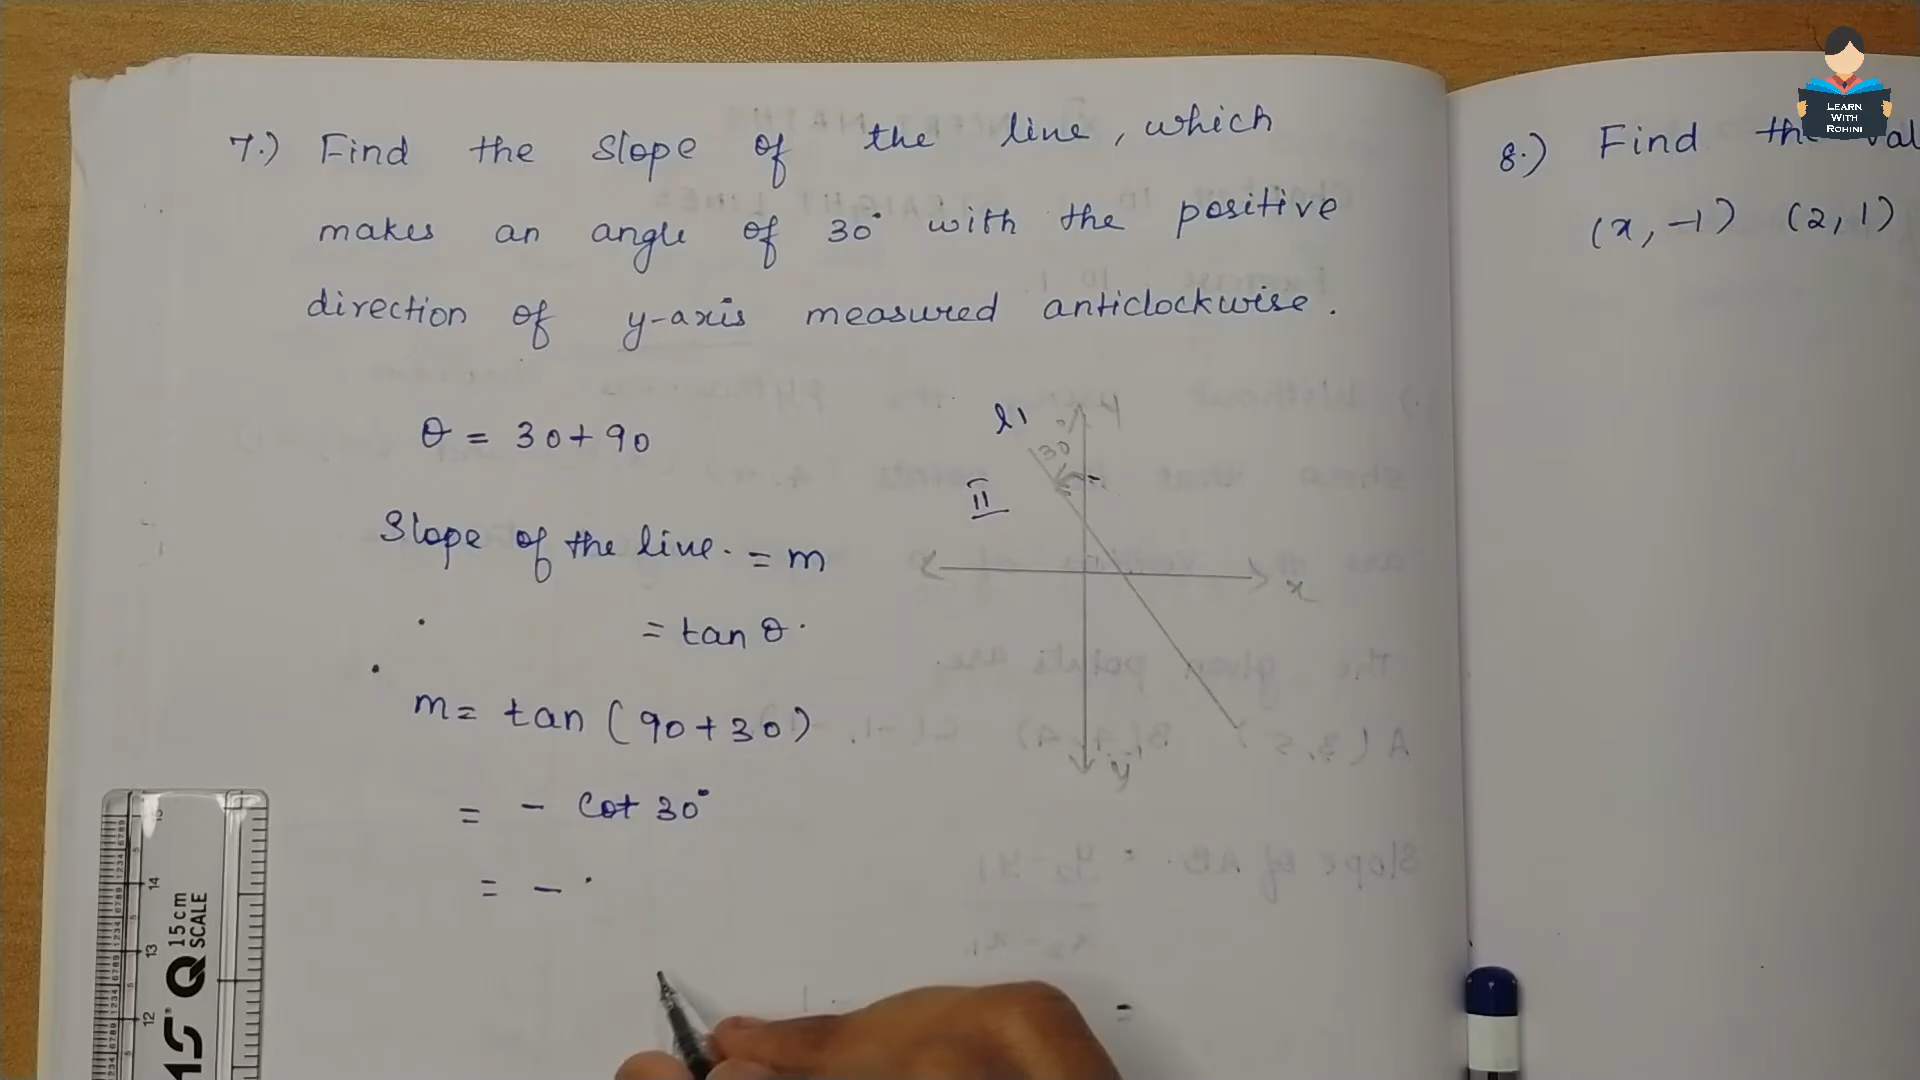 7.) Find the slope of the line, which
makes an angle of 30° with the positive
direction of y-axis measured anticlockwise.
θ = 30+90
Slope of the line. = m
= tan θ.
m = tan (90+30)
= - cot 30°
= -
l1
y
30°
II
x
y
8.) Find the val
(x, -1) (2, 1)
LEARN
WITH
ROHINI
15cm
SCALE
Q
14
13
12